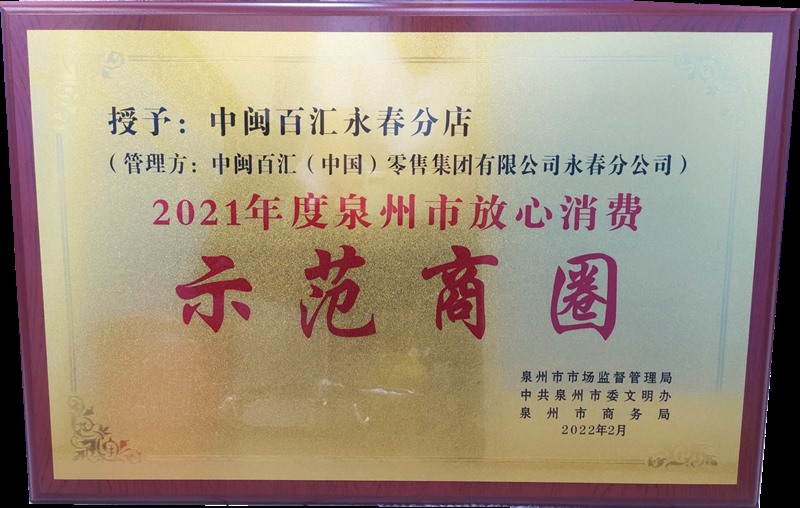 授予：中闽百汇永春分店
（管理方：中闽百汇（中国）零售集团有限公司永春分公司）
2021年度泉州市放心消费
示范商圈
泉州市市场监督管理局
中共泉州市委文明办
泉州市商务局
2022年2月